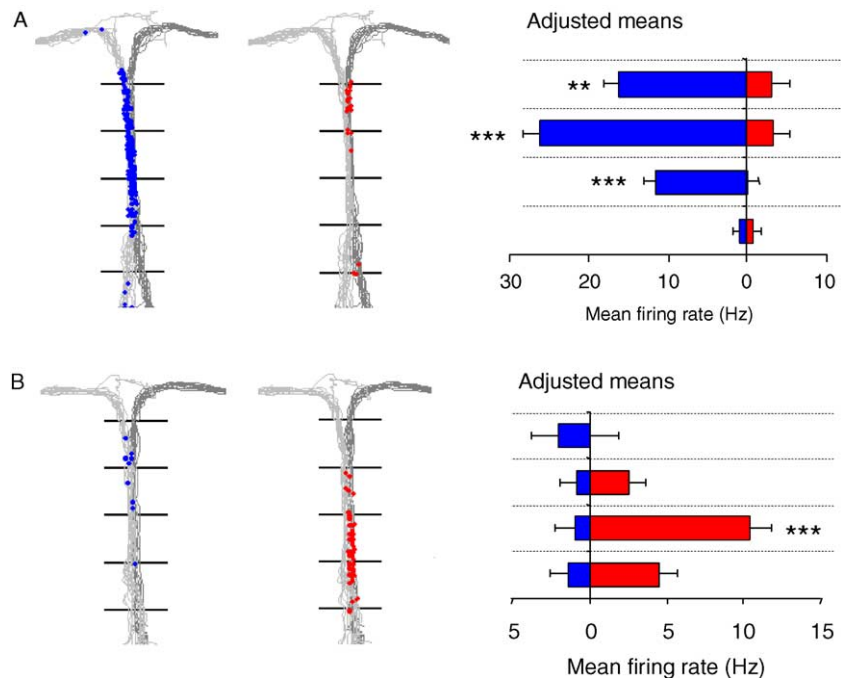 A
Adjusted means
**
***
***
30 20 10 0 10
Mean firing rate (Hz)
B
Adjusted means
***
5 0 5 10 15
Mean firing rate (Hz)